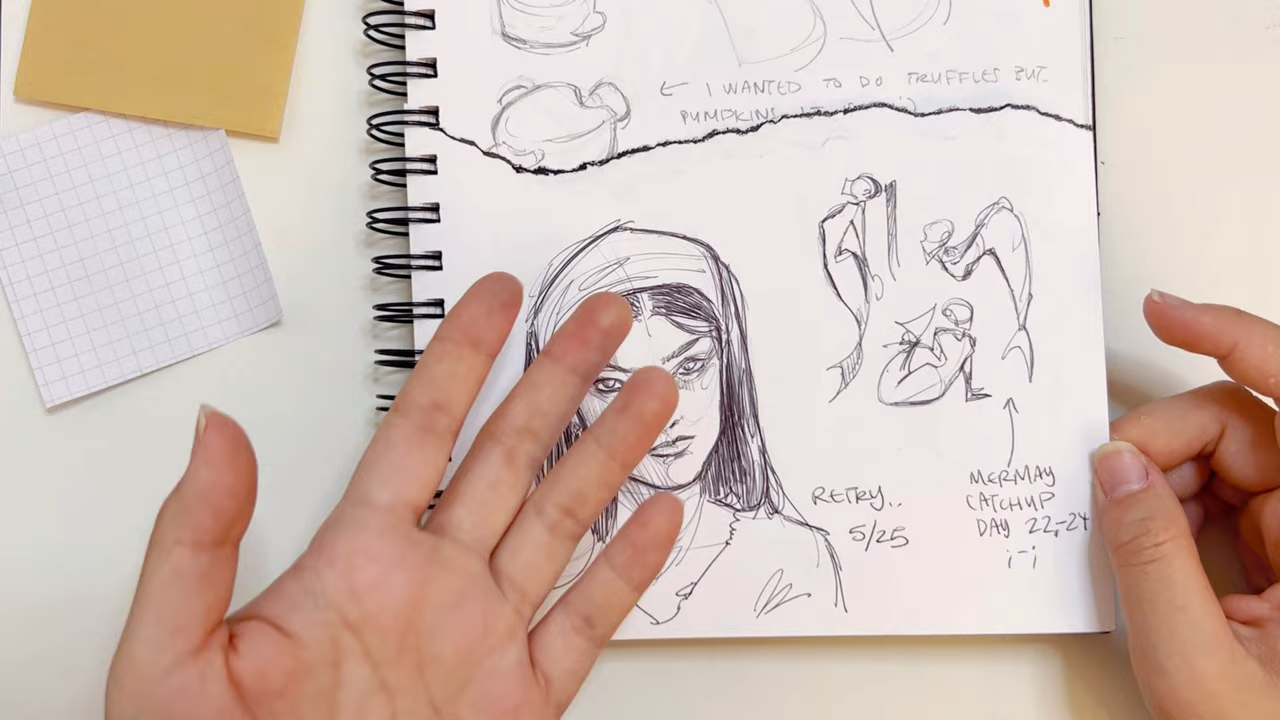 ← I WANTED TO DO TRUFFLES BUT
PUMPKINS
RETRY..
5/25
MERMAY
CATCHUP
DAY 22-24